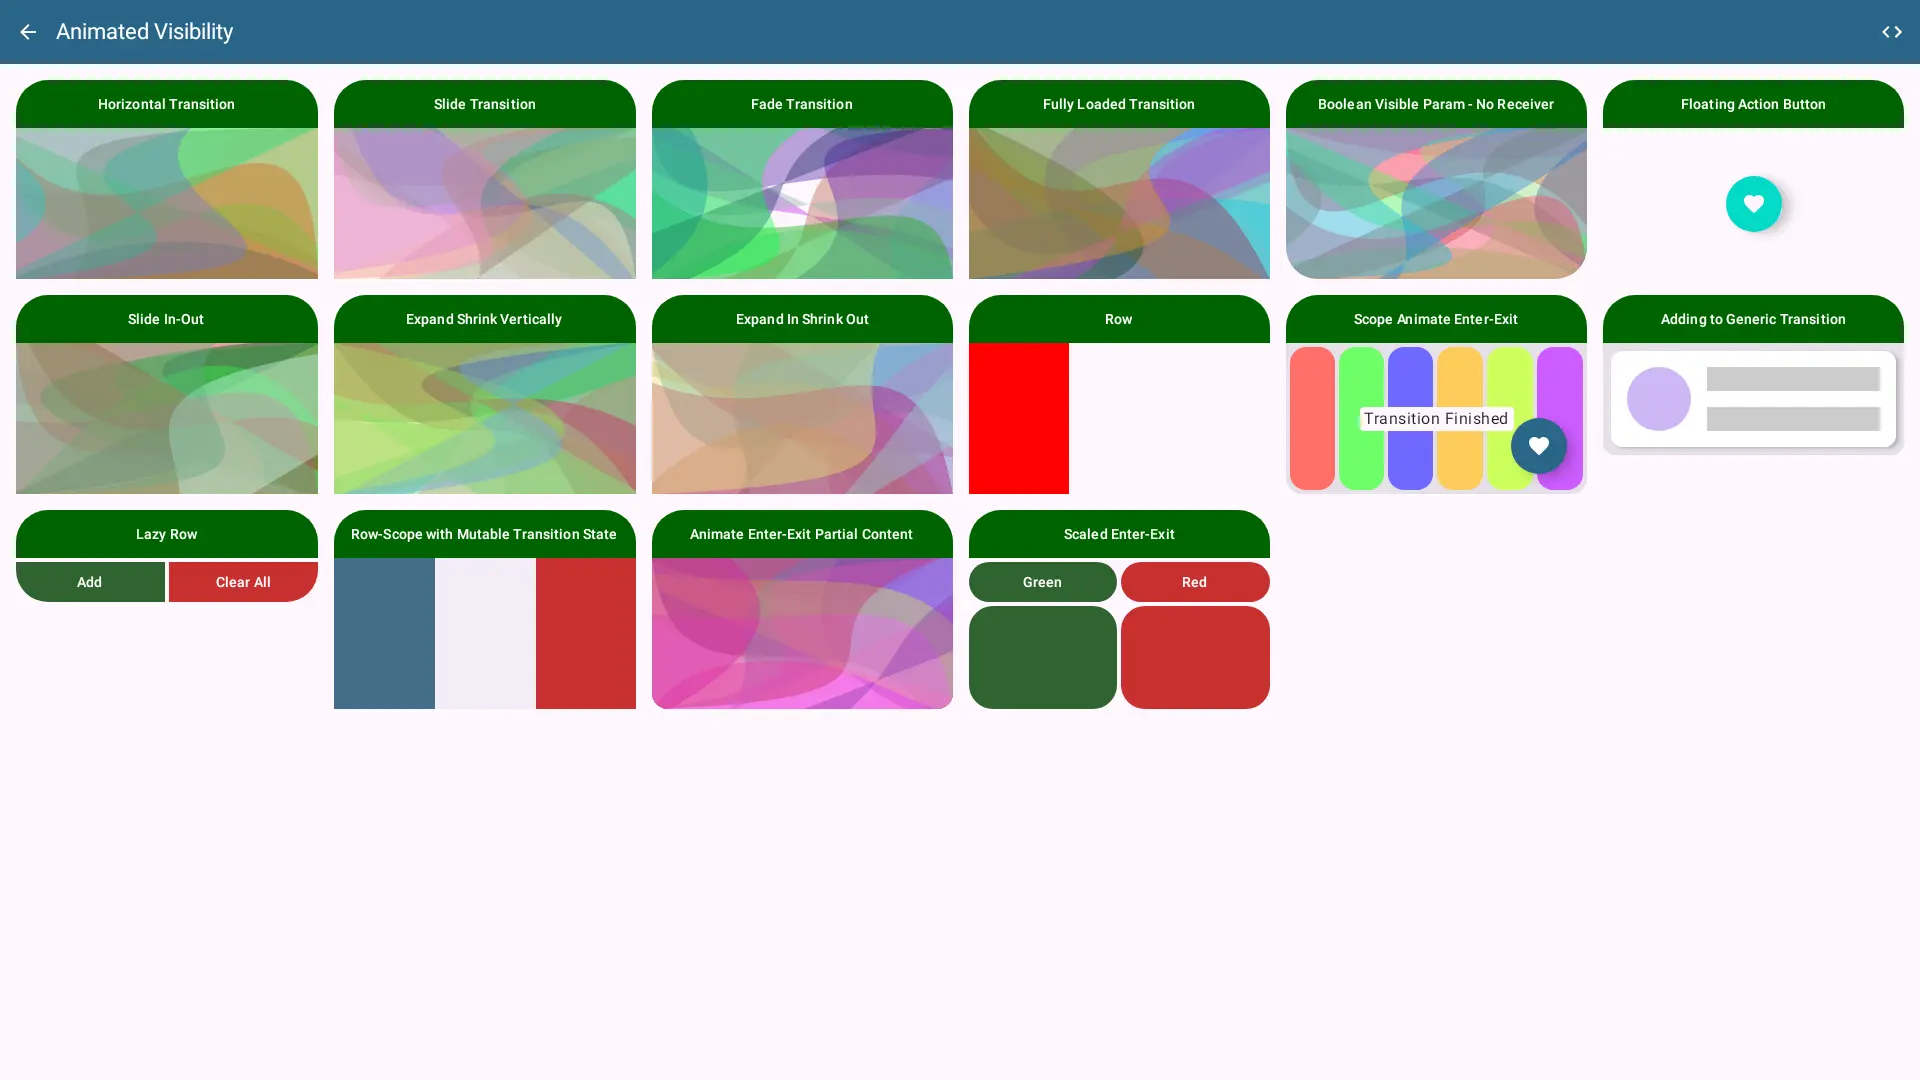 Animated Visibility
Horizontal Transition
Slide Transition
Fade Transition
Fully Loaded Transition
Boolean Visible Param - No Receiver
Floating Action Button
Slide In-Out
Expand Shrink Vertically
Expand In Shrink Out
Row
Scope Animate Enter-Exit
Transition Finished
Adding to Generic Transition
Lazy Row
Add
Clear All
Row-Scope with Mutable Transition State
Animate Enter-Exit Partial Content
Scaled Enter-Exit
Green
Red